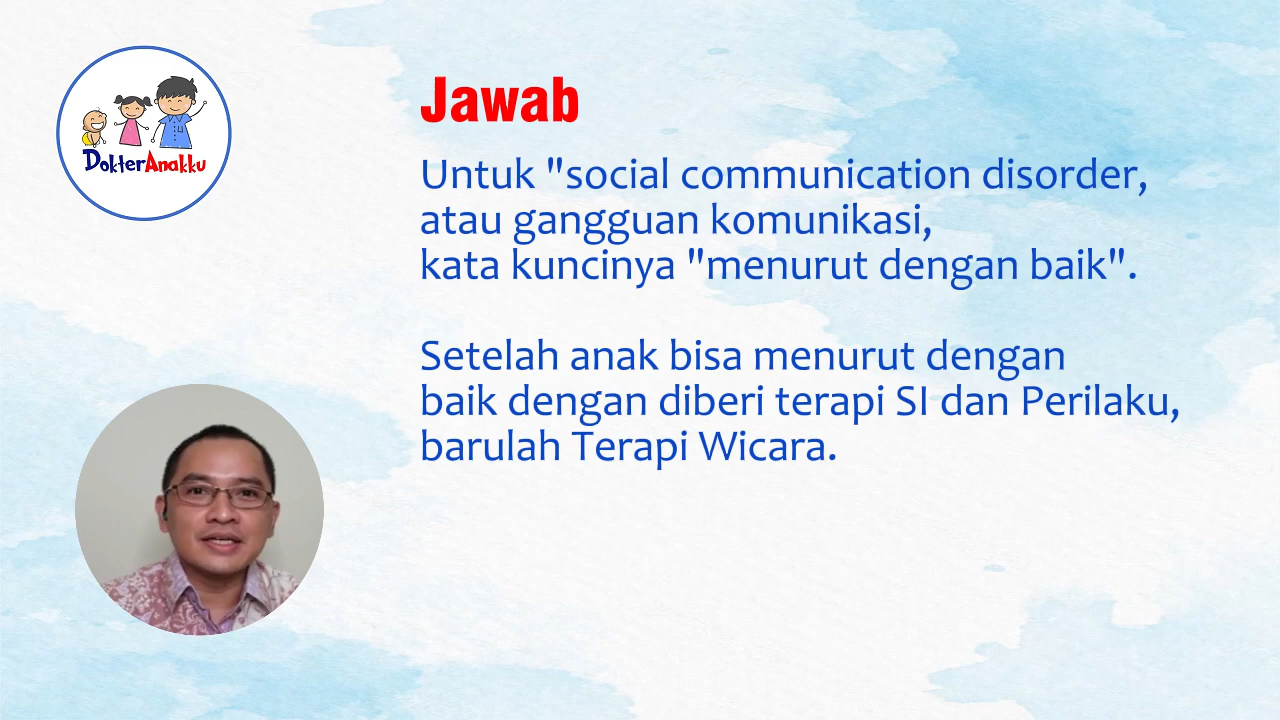 DokterAnakku
Jawab
Untuk "social communication disorder,
atau gangguan komunikasi,
kata kuncinya "menurut dengan baik".
Setelah anak bisa menurut dengan
baik dengan diberi terapi SI dan Perilaku,
barulah Terapi Wicara.